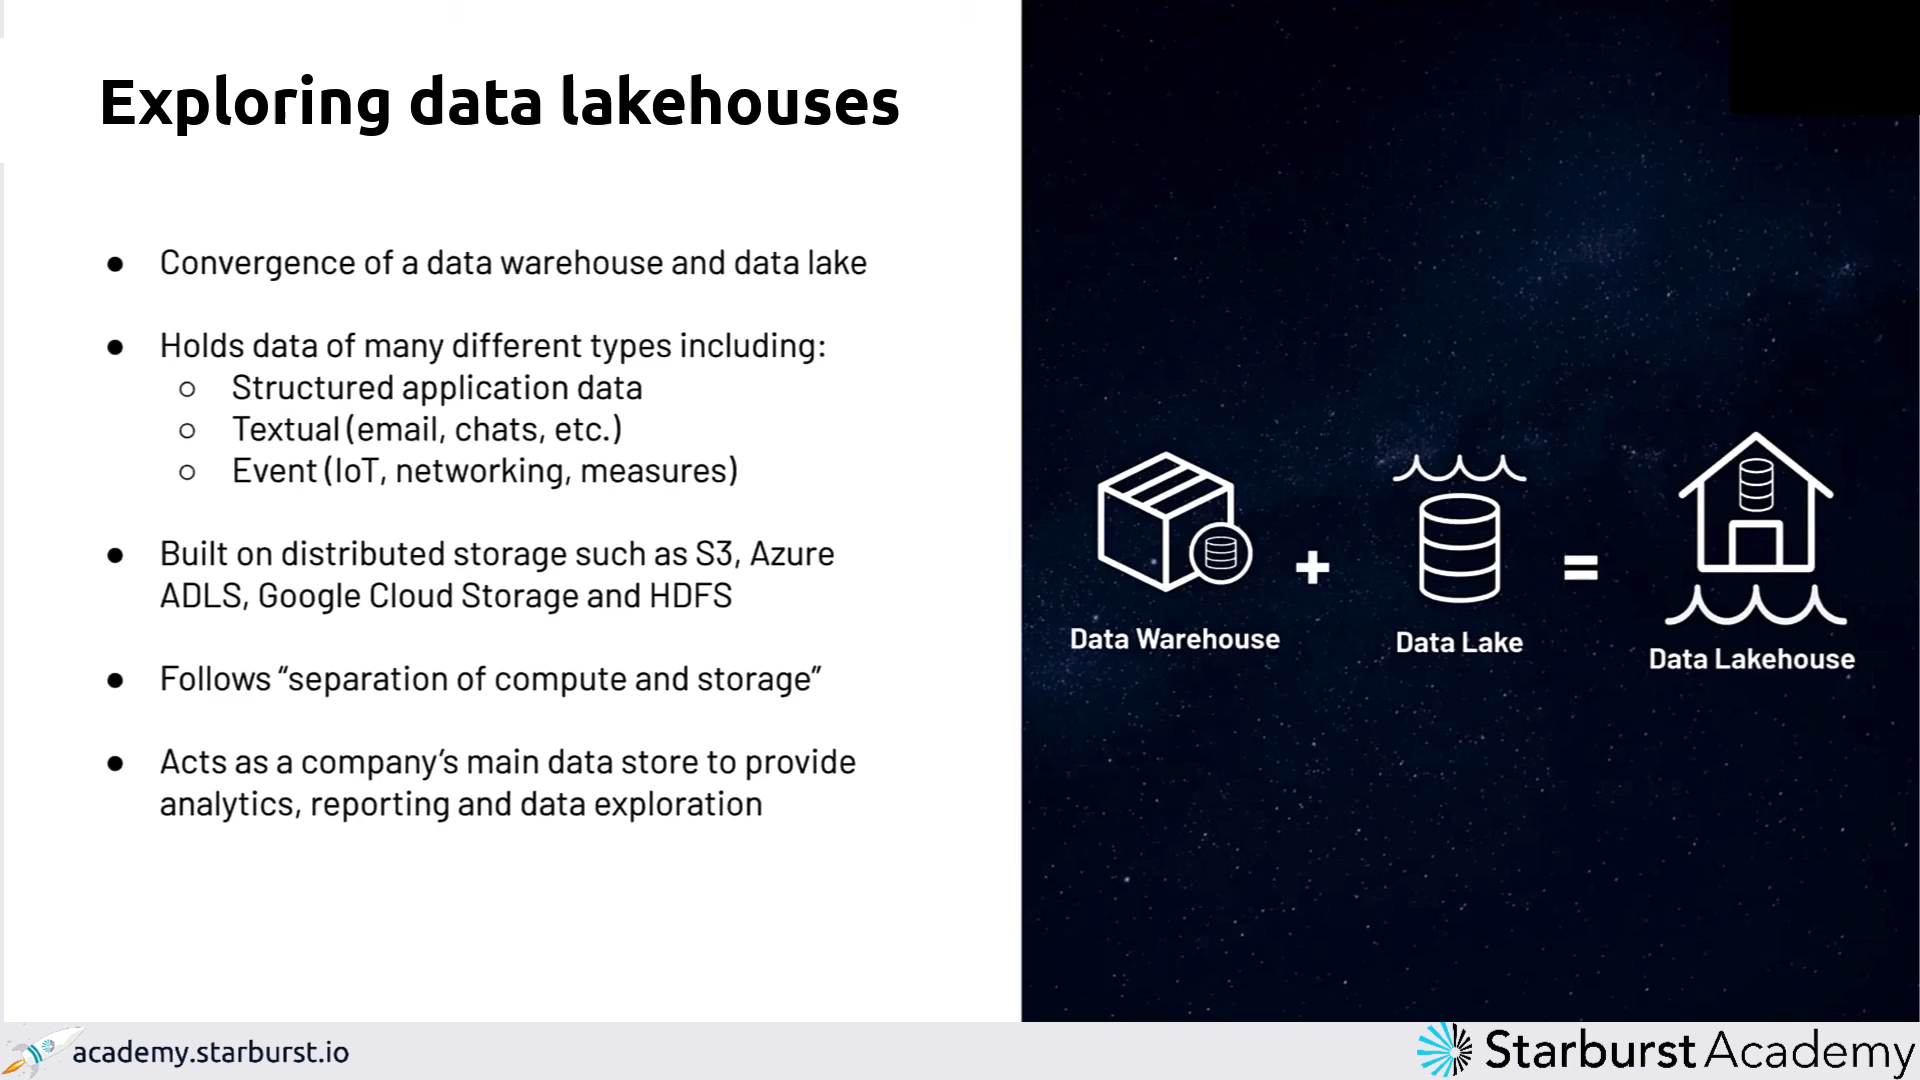 Exploring data lakehouses
● Convergence of a data warehouse and data lake
● Holds data of many different types including:
○ Structured application data
○ Textual (email, chats, etc.)
○ Event (IoT, networking, measures)
● Built on distributed storage such as S3, Azure
ADLS, Google Cloud Storage and HDFS
● Follows “separation of compute and storage”
● Acts as a company’s main data store to provide
analytics, reporting and data exploration
+
=
Data Warehouse
Data Lake
Data Lakehouse
academy.starburst.io
Starburst Academy